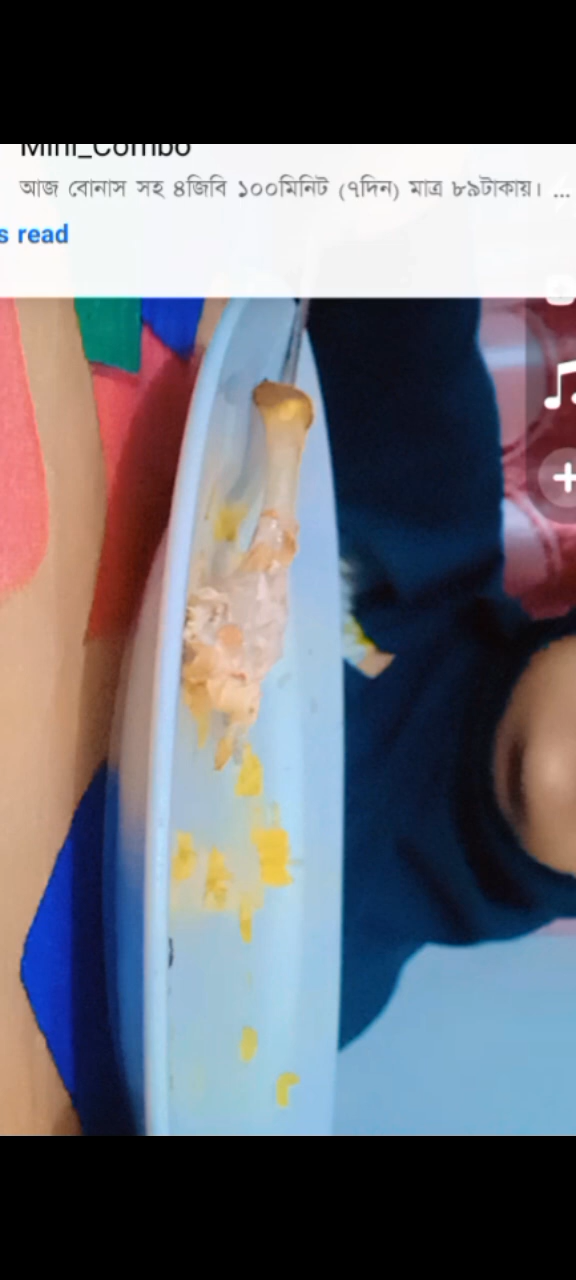 Mini_Combo
আজ বোনাস সহ ৪জিবি ১০০মিনিট (৭দিন) মাত্র ৮৯টাকায়। ...
s read